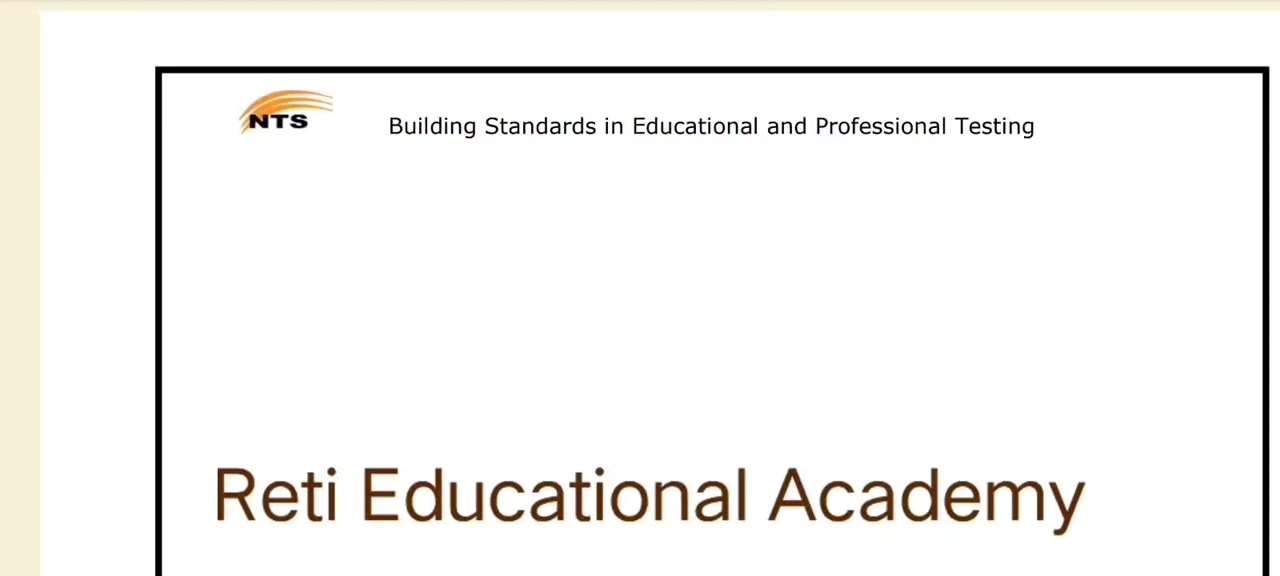 NTS
Building Standards in Educational and Professional Testing
Reti Educational Academy